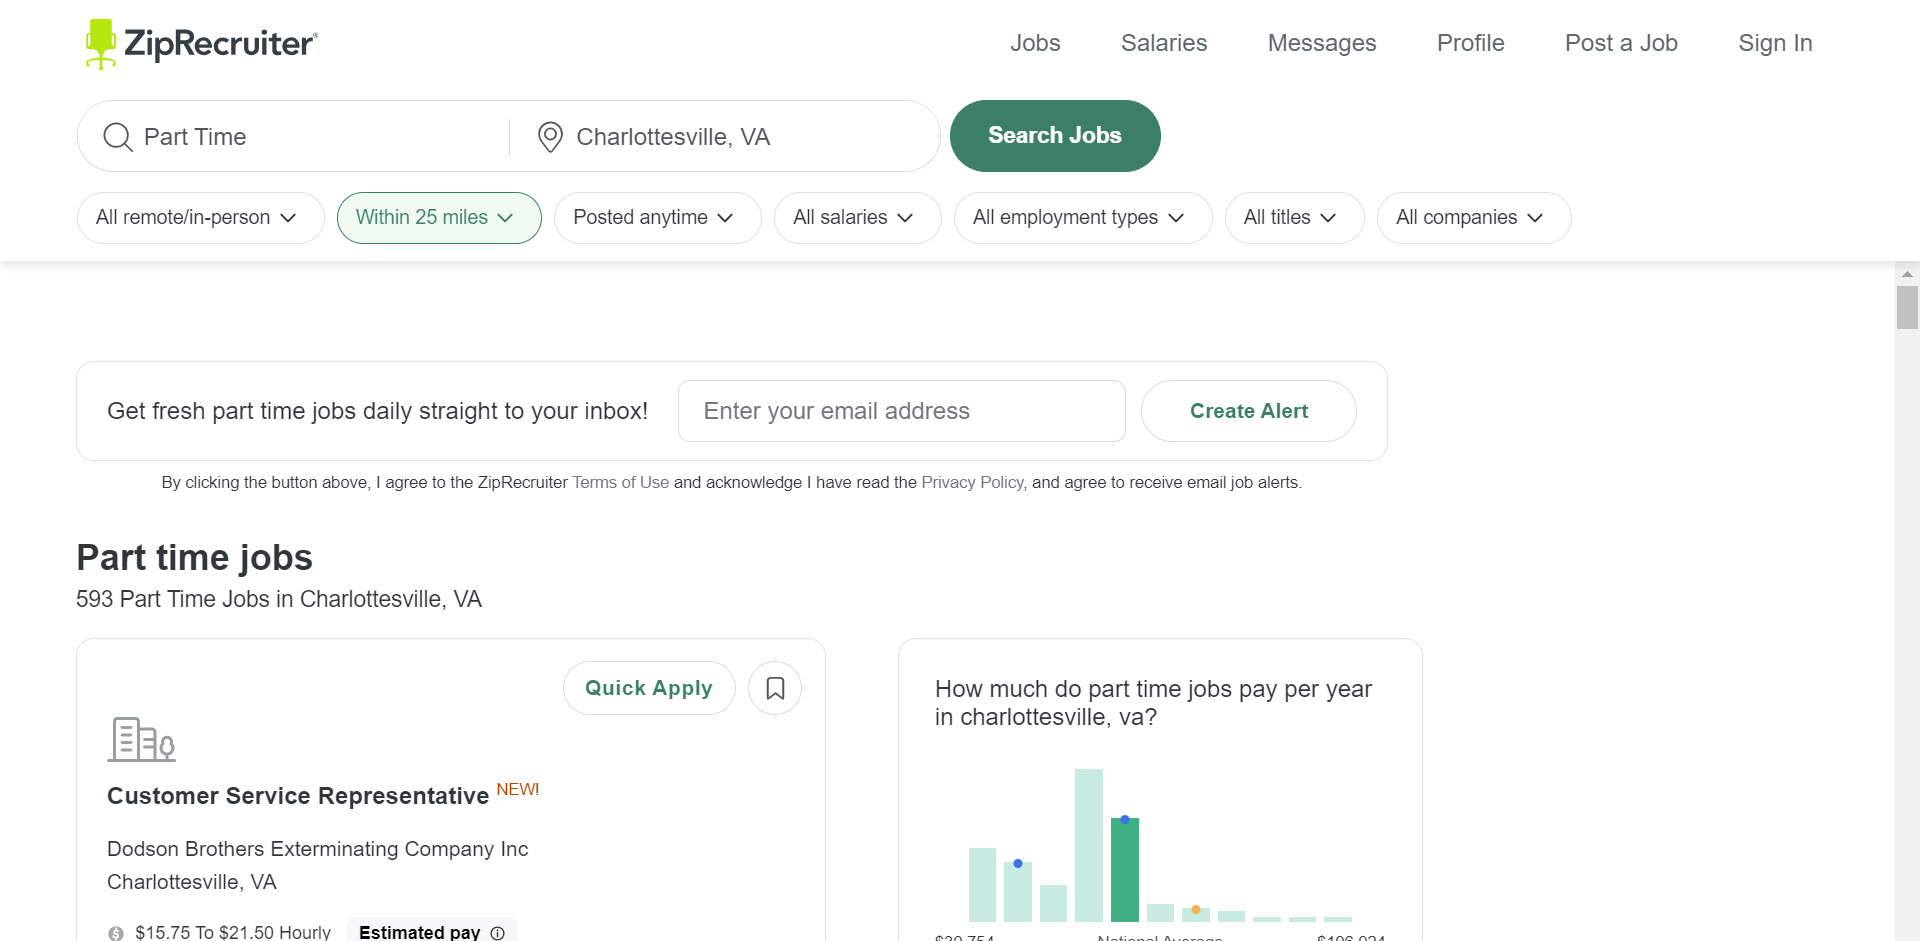 ZipRecruiter®
Jobs Salaries Messages Profile Post a Job Sign In
Part Time Charlottesville, VA Search Jobs
All remote/in-person Within 25 miles Posted anytime All salaries All employment types All titles All companies
Get fresh part time jobs daily straight to your inbox! Enter your email address Create Alert
By clicking the button above, I agree to the ZipRecruiter Terms of Use and acknowledge I have read the Privacy Policy, and agree to receive email job alerts.
Part time jobs
593 Part Time Jobs in Charlottesville, VA
Quick Apply
Customer Service Representative NEW!
Dodson Brothers Exterminating Company Inc
Charlottesville, VA
$15.75 To $21.50 Hourly Estimated pay
How much do part time jobs pay per year
in charlottesville, va?
National Average